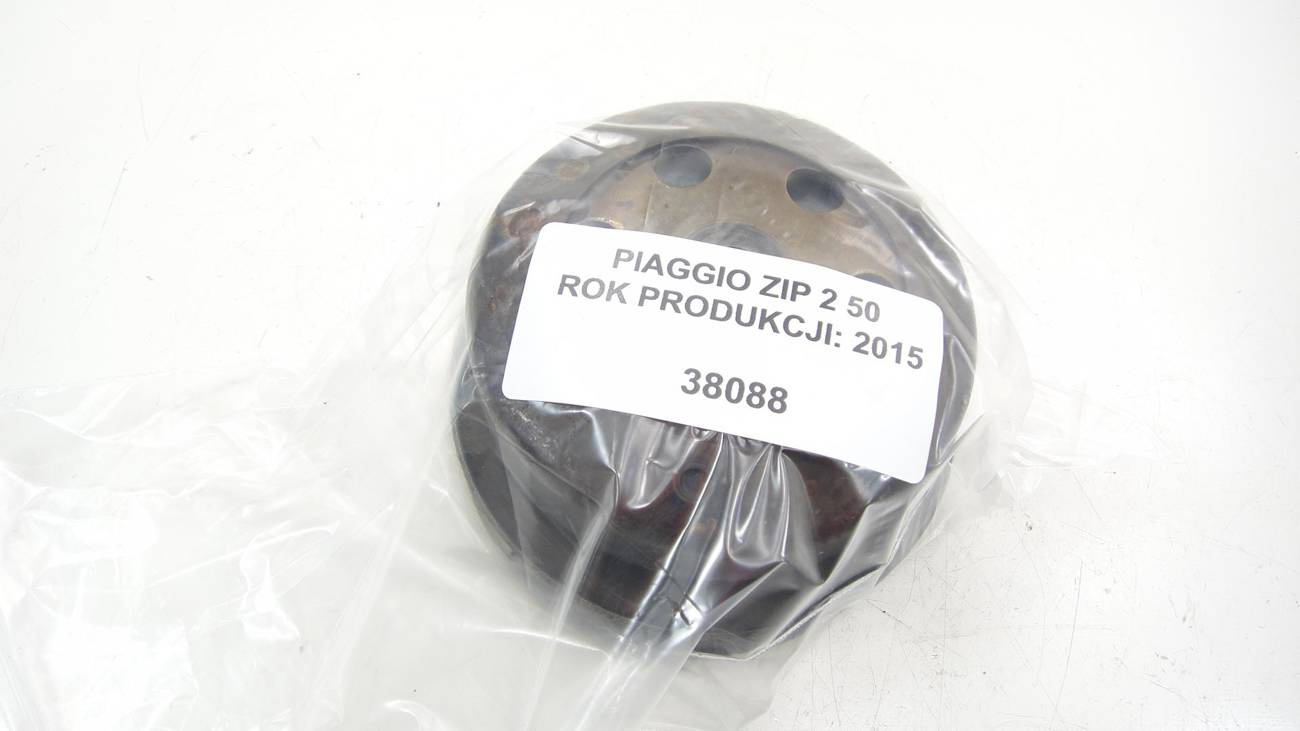 PIAGGIO ZIP 2 50
ROK PRODUKCJI: 2015
38088